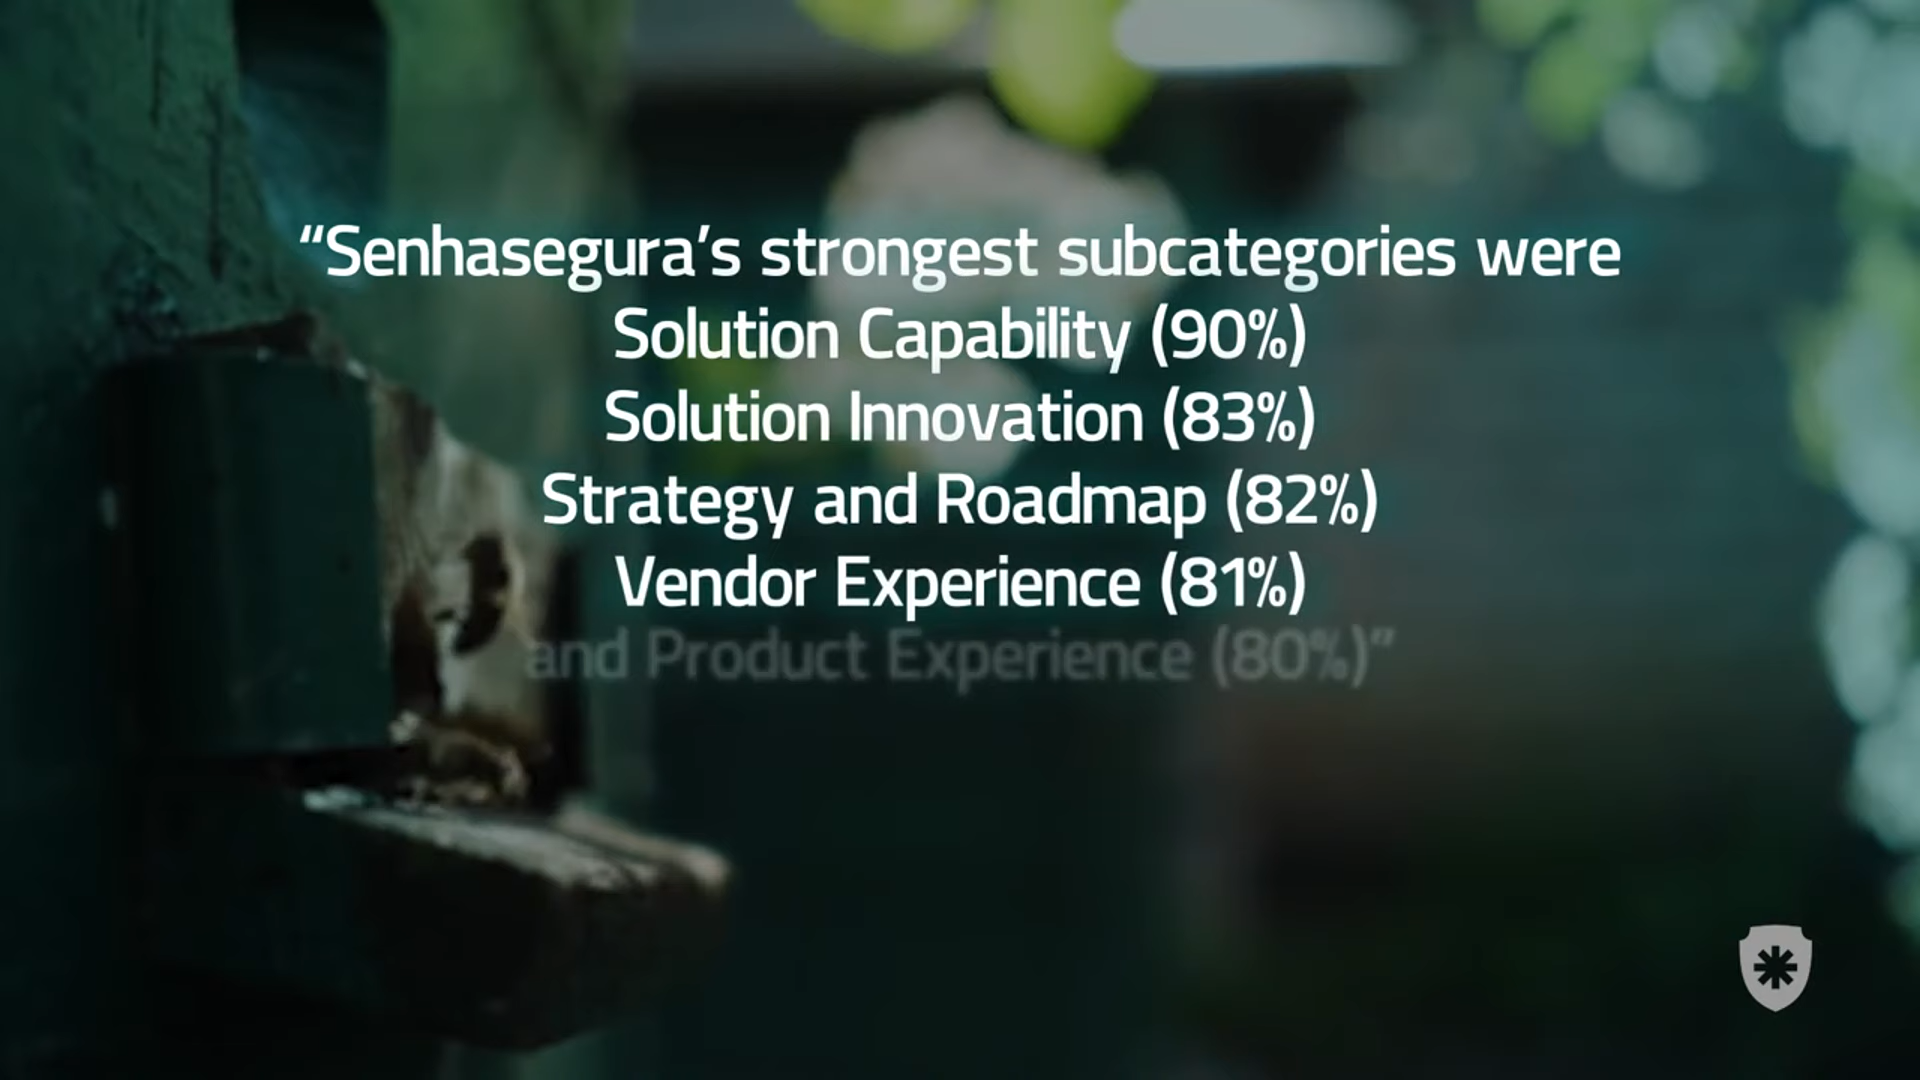 “Senhasegura’s strongest subcategories were
Solution Capability (90%)
Solution Innovation (83%)
Strategy and Roadmap (82%)
Vendor Experience (81%)
and Product Experience (80%)”